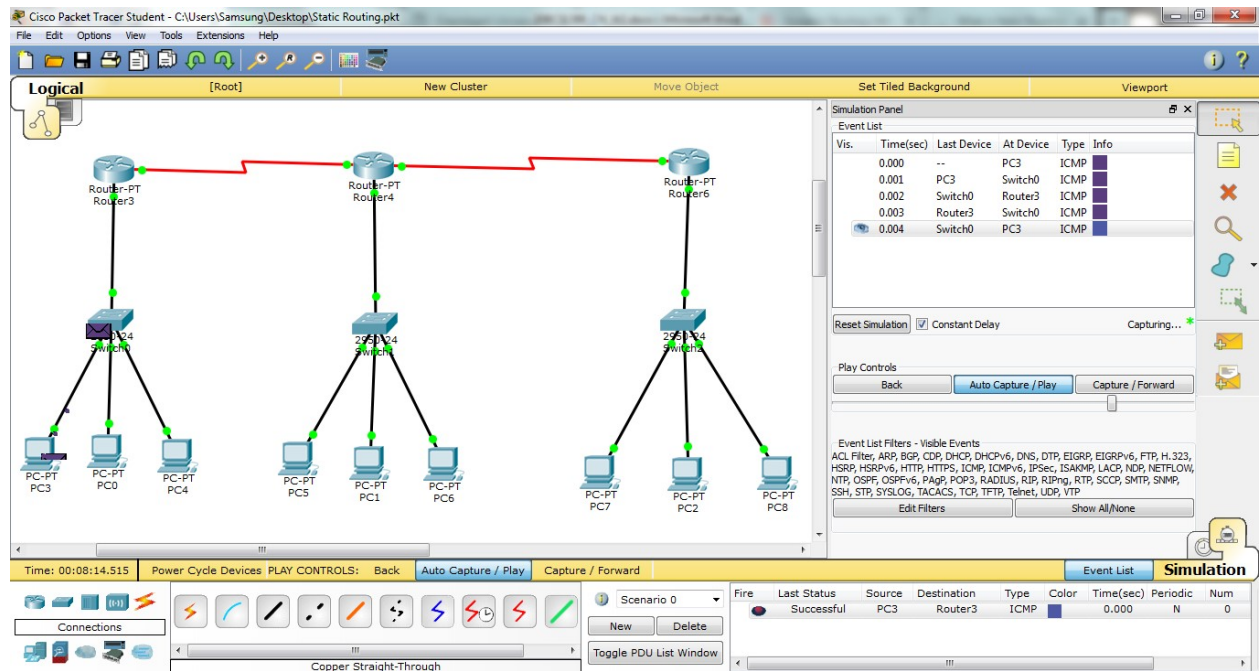 Cisco Packet Tracer Student - C:\Users\Samsung\Desktop\Static Routing.pkt
File Edit Options View Tools Extensions Help
Logical [Root] New Cluster Move Object Set Tiled Background Viewport
Router-PT
Router3
Router-PT
Router4
Router-PT
Router6
2950-24
Switch0
2950-24
Switch1
2950-24
Switch2
PC-PT
PC3
PC-PT
PC0
PC-PT
PC4
PC-PT
PC5
PC-PT
PC1
PC-PT
PC6
PC-PT
PC7
PC-PT
PC2
PC-PT
PC8
Simulation Panel
Event List
Vis. Time(sec) Last Device At Device Type Info
0.000 -- PC3 ICMP
0.001 PC3 Switch0 ICMP
0.002 Switch0 Router3 ICMP
0.003 Router3 Switch0 ICMP
0.004 Switch0 PC3 ICMP
Reset Simulation Constant Delay Capturing... *
Play Controls
Back Auto Capture / Play Capture / Forward
Event List Filters - Visible Events
ACL Filter, ARP, BGP, CDP, DHCP, DHCPv6, DNS, DTP, EIGRP, EIGRPv6, FTP, H.323,
HSRP, HSRPv6, HTTP, HTTPS, ICMP, ICMPv6, IPSec, ISAKMP, LACP, NDP, NETFLOW,
NTP, OSPF, OSPFv6, PAgP, POP3, RADIUS, RIP, RIPng, RTP, SCCP, SMTP, SNMP,
SSH, STP, SYSLOG, TACACS, TCP, TFTP, Telnet, UDP, VTP
Edit Filters Show All/None
Time: 00:08:14.515 Power Cycle Devices PLAY CONTROLS: Back Auto Capture / Play Capture / Forward Event List Simulation
Connections
Copper Straight-Through
Scenario 0
New Delete
Toggle PDU List Window
Fire Last Status Source Destination Type Color Time(sec) Periodic Num
Successful PC3 Router3 ICMP 0.000 N 0